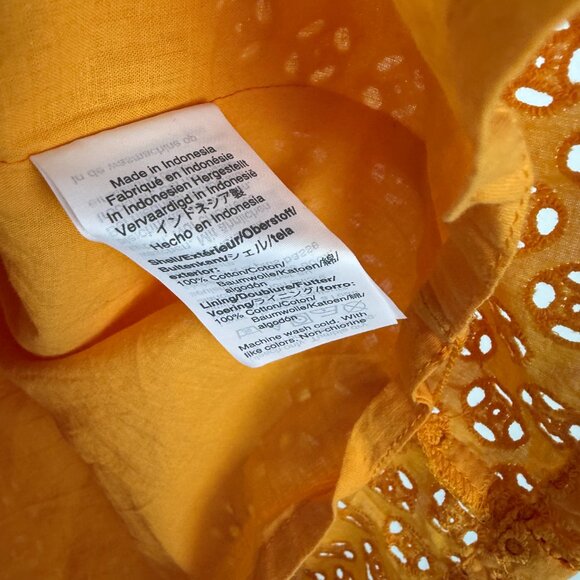 Made in Indonesia
Fabriqué en Indonésie
In Indonesien Hergestellt
Vervaardigd in Indonesië
インドネシア製
Hecho en Indonesia
Shell/Extérieur/Oberstoff/
Buitenkant/シェル/tela
exterior:
100% Cotton/Coton/
Baumwolle/Katoen/綿/
algodón
Lining/Doublure/Futter/
Voering/ライニング/forro:
100% Cotton/Coton/
Baumwolle/Katoen/綿/
algodón
Machine wash cold. With
like colors. Non-chlorine